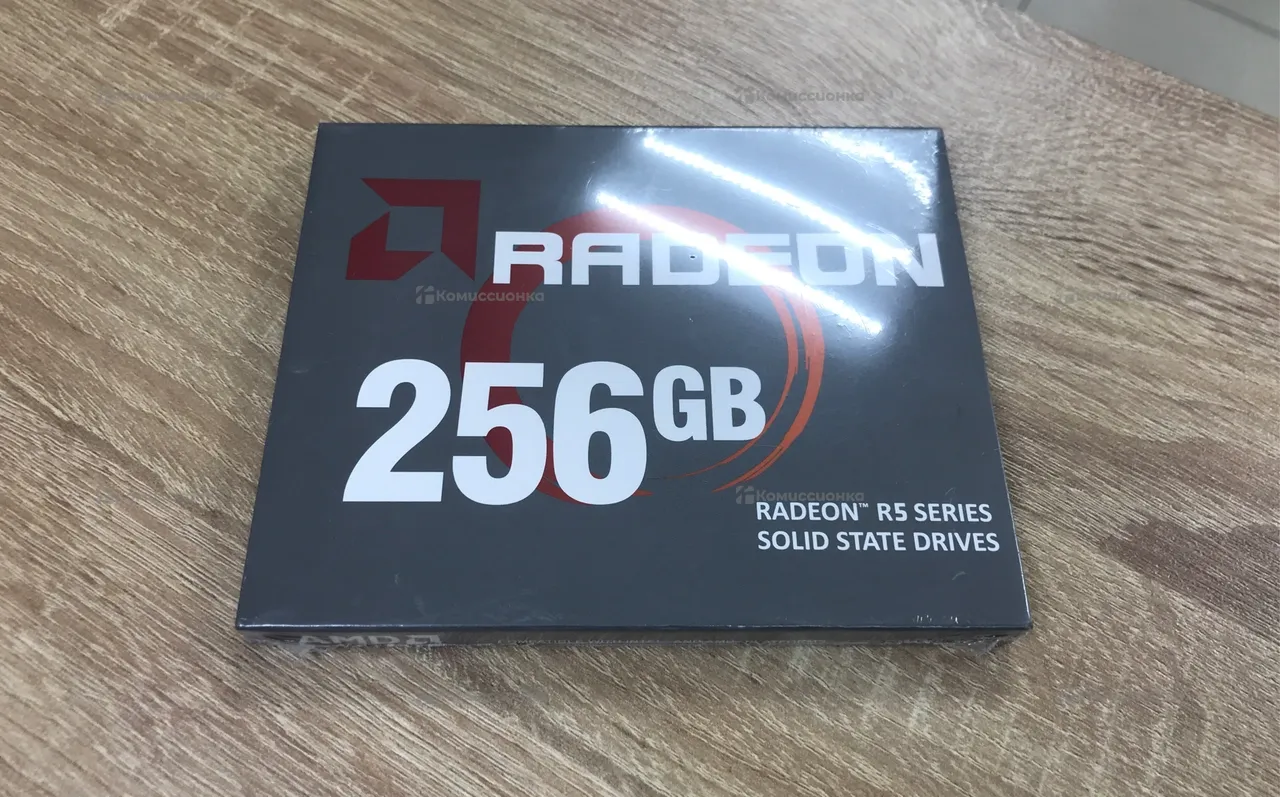 Комиссионка
RADEON
Комиссионка
256GB
Комиссионка
RADEON™ R5 SERIES
SOLID STATE DRIVES
AMD